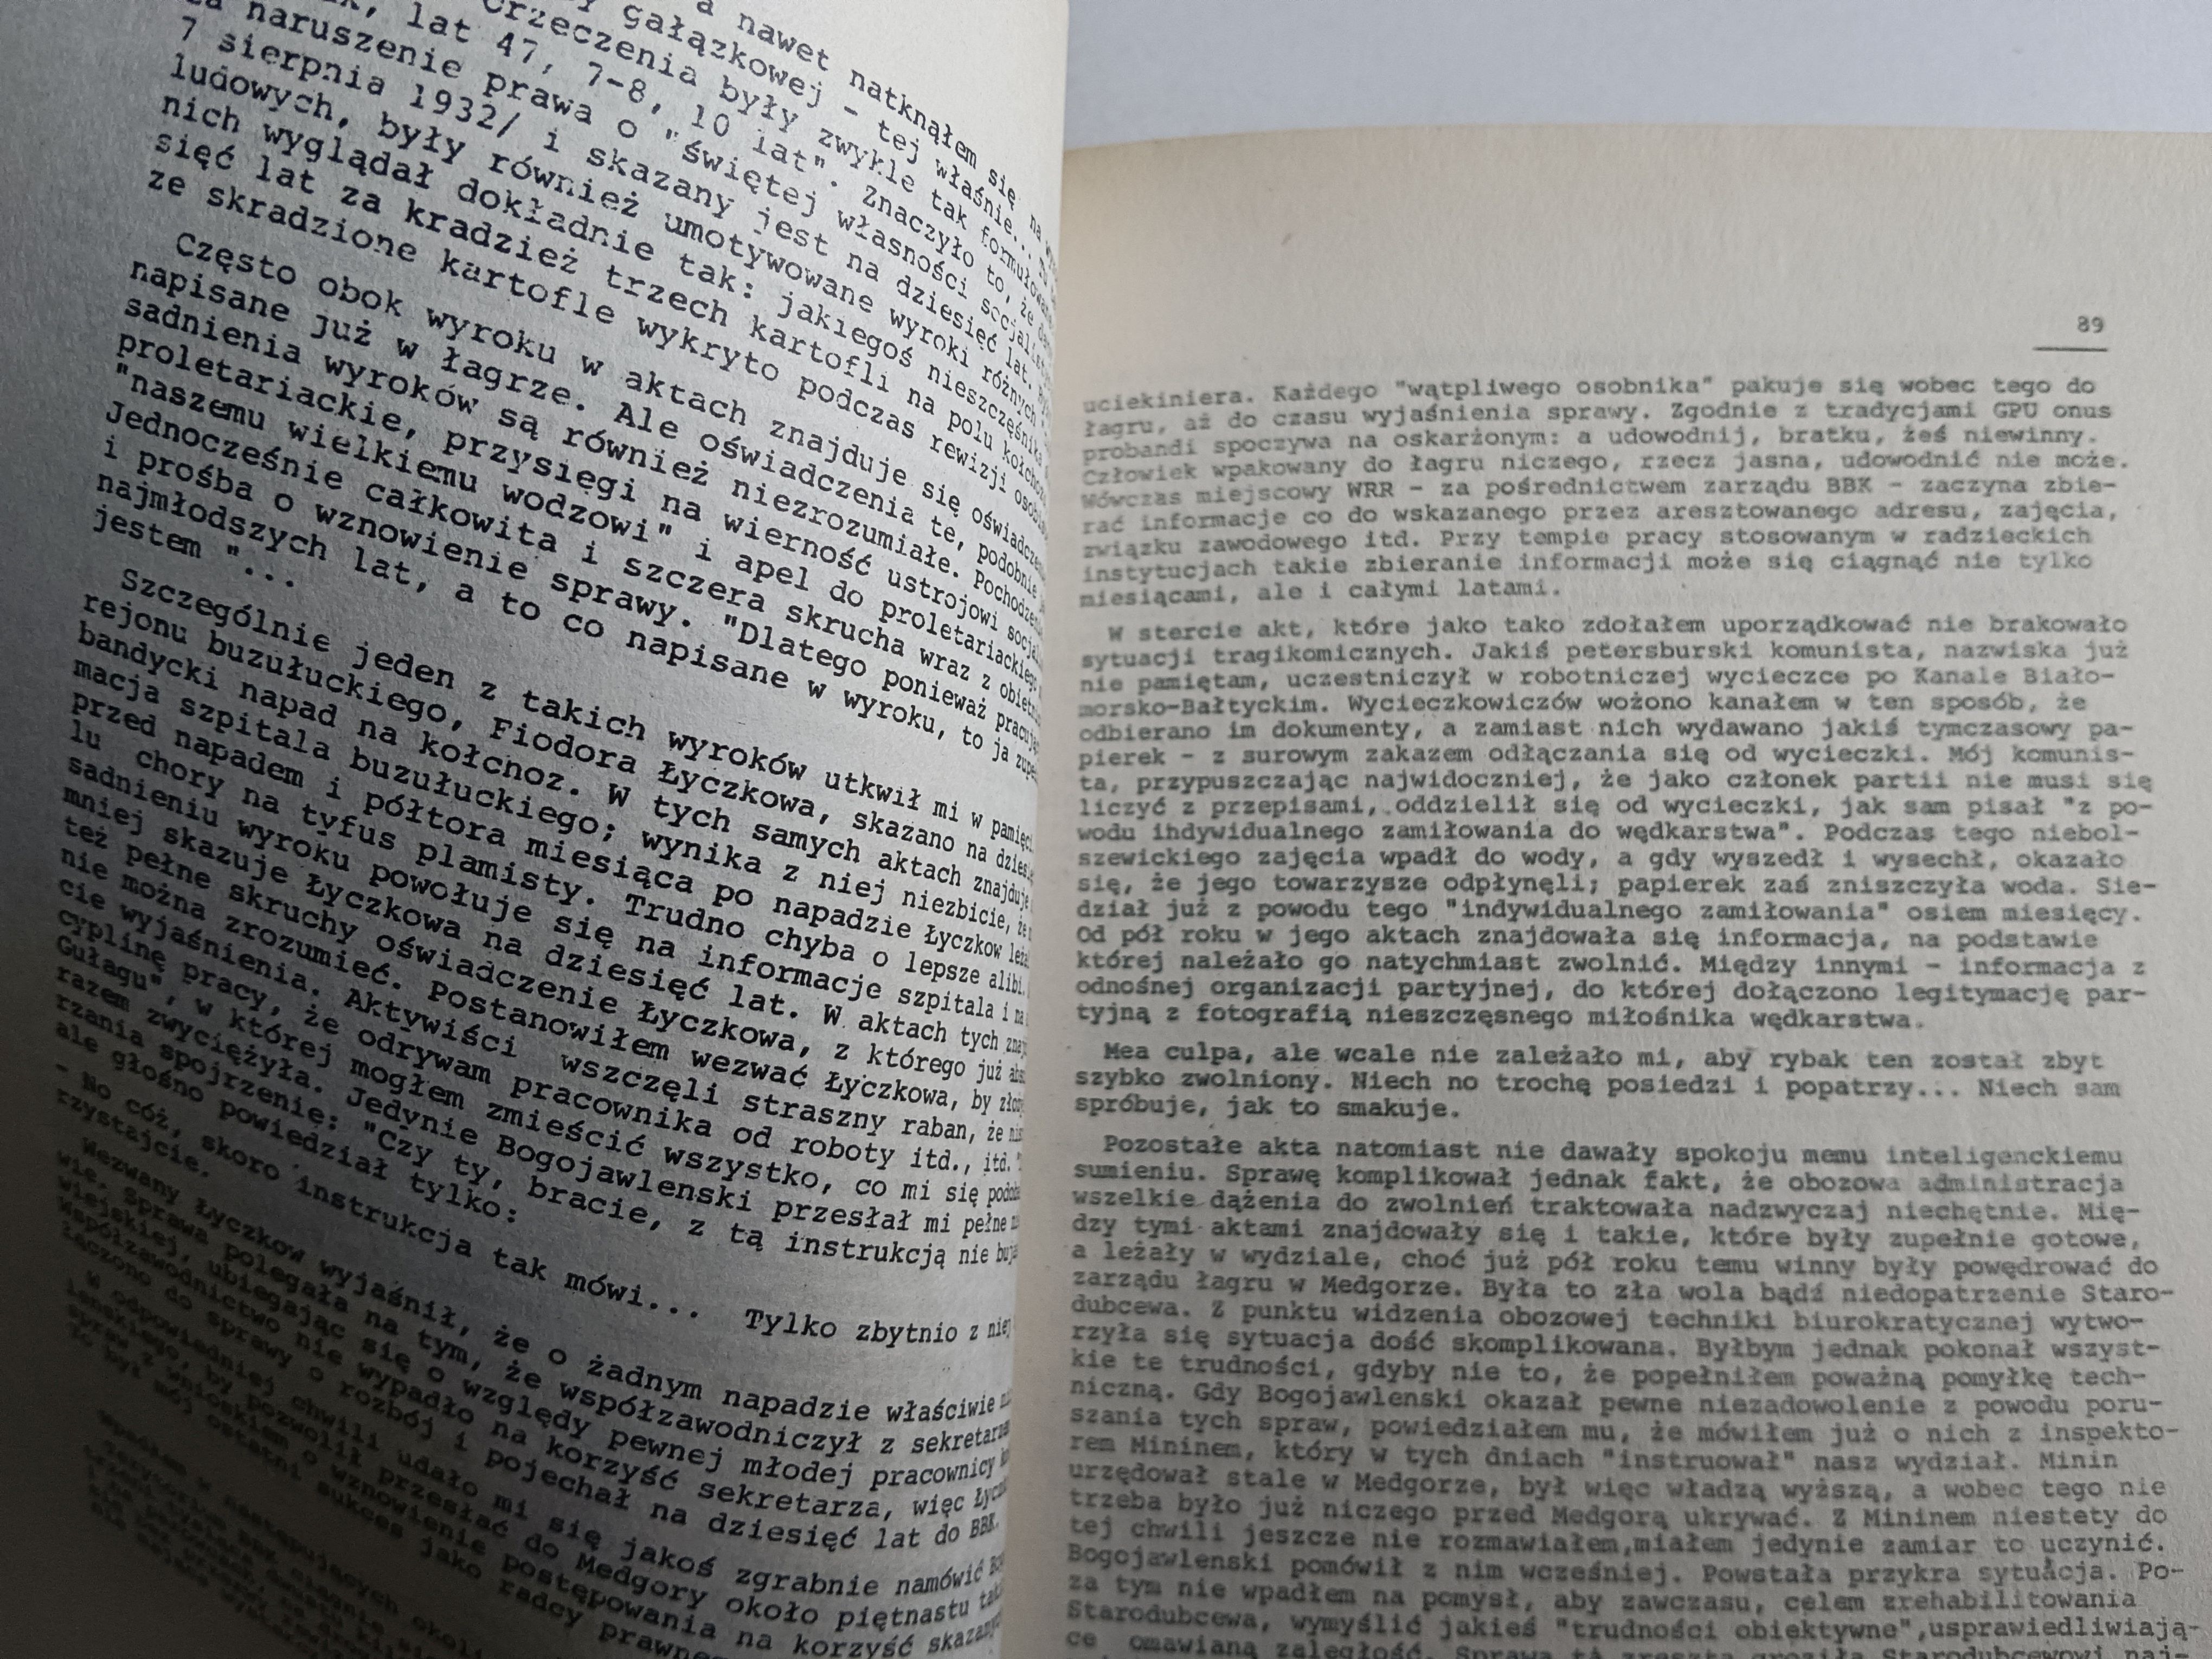 a nawet natknąłem się na
gałązkowej - tej właśnie...
lat 47, 7-8, 10 lat". Znaczyło to, że
orzeczenia były zwykle tak formułowane
za naruszenie prawa o "świętej własności
7 sierpnia 1932/ i skazany jest na dziesięć lat.
ludowych, były również umotywowane wyroki różnych
nich wyglądał dokładnie tak: jakiegoś nieszczęśnika
sięć lat za kradzież trzech kartofli na polu
ze skradzione kartofle wykryto podczas rewizji
Często obok wyroku w aktach znajduje się
napisane już w łagrze. Ale oświadczenia te, podobnie
sadnienia wyroków są również niezrozumiałe.
proletariackie, przysięgi na wierność ustrojowi
"naszemu wielkiemu wodzowi" i apel do proletariackiego
Jednocześnie całkowita i szczera skrucha wraz z
i prośba o wznowienie sprawy. "Dlatego ponieważ
najmłodszych lat, a to co napisane w wyroku, to ja
jestem "...
Szczególnie jeden z takich wyroków utkwił mi w pamięci
rejonu buzułuckiego, Fiodora Łyczkowa, skazano na
bandycki napad na kołchoz. W tych samych aktach znajduje
macja szpitala buzułuckiego; wynika z niej niezbicie, że
przed napadem i półtora miesiąca po napadzie Łyczkow
lu chory na tyfus plamisty. Trudno chyba o lepsze alibi.
sadnieniu wyroku powołuje się na informacje szpitala i
mniej skazuje Łyczkowa na dziesięć lat. W aktach tych
też pełne skruchy oświadczenie Łyczkowa, z którego już
nie można zrozumieć. Postanowiłem wezwać Łyczkowa, by
cie wyjaśnienia. Aktywiści wszczęli straszny raban, że
cyplinę pracy, że odrywam pracownika od roboty itd., itd.
Gułagu", w której mogłem zmieścić wszystko, co mi się
razem zwyciężyła. Jedynie Bogojawlenski przesłał mi pełne
rzania spojrzenie: "Czy ty, bracie, z tą instrukcją nie
ale głośno powiedział tylko:
- No cóż, skoro instrukcja tak mówi... Tylko zbytnio z
rzystajcie.
Wezwany Łyczkow wyjaśnił, że o żadnym napadzie właściwie
wie. Sprawa polegała na tym, że współzawodniczył z
wiejskiej, ubiegając się o względy pewnej młodej pracownicy
Współzawodnictwo nie wypadło na korzyść sekretarza, więc
łączono do sprawy o rozbój i pojechał na dziesięć lat do BBK.
W odpowiedniej chwili udało mi się jakoś zgrabnie namówić
lenskiego, by pozwolił przesłać do Medgory około piętnastu
spraw z wnioskiem o wznowienie postępowania na korzyść
był mój ostatni sukces jako radcy
89
uciekiniera. Każdego "wątpliwego osobnika" pakuje się wobec tego do
łagru, aż do czasu wyjaśnienia sprawy. Zgodnie z tradycjami GPU onus
probandi spoczywa na oskarżonym: a udowodnij, bratku, żeś niewinny.
Człowiek wpakowany do łagru niczego, rzecz jasna, udowodnić nie może.
Wówczas miejscowy WRR - za pośrednictwem zarządu BBK - zaczyna zbie-
rać informacje co do wskazanego przez aresztowanego adresu, zajęcia,
związku zawodowego itd. Przy tempie pracy stosowanym w radzieckich
instytucjach takie zbieranie informacji może się ciągnąć nie tylko
miesiącami, ale i całymi latami.
W stercie akt, które jako tako zdołałem uporządkować nie brakowało
sytuacji tragikomicznych. Jakiś petersburski komunista, nazwiska już
nie pamiętam, uczestniczył w robotniczej wycieczce po Kanale Biało-
morsko-Bałtyckim. Wycieczkowiczów wożono kanałem w ten sposób, że
odbierano im dokumenty, a zamiast nich wydawano jakiś tymczasowy pa-
pierek - z surowym zakazem odłączania się od wycieczki. Mój komunis-
ta, przypuszczając najwidoczniej, że jako członek partii nie musi się
liczyć z przepisami, oddzielił się od wycieczki, jak sam pisał "z po-
wodu indywidualnego zamiłowania do wędkarstwa". Podczas tego niebol-
szewickiego zajęcia wpadł do wody, a gdy wyszedł i wysechł, okazało
się, że jego towarzysze odpłynęli; papierek zaś zniszczyła woda. Sie-
dział już z powodu tego "indywidualnego zamiłowania" osiem miesięcy.
Od pół roku w jego aktach znajdowała się informacja, na podstawie
której należało go natychmiast zwolnić. Między innymi - informacja z
odnośnej organizacji partyjnej, do której dołączono legitymację par-
tyjną z fotografią nieszczęsnego miłośnika wędkarstwa.
Mea culpa, ale wcale nie zależało mi, aby rybak ten został zbyt
szybko zwolniony. Niech no trochę posiedzi i popatrzy... Niech sam
spróbuje, jak to smakuje.
Pozostałe akta natomiast nie dawały spokoju memu inteligenckiemu
sumieniu. Sprawę komplikował jednak fakt, że obozowa administracja
wszelkie dążenia do zwolnień traktowała nadzwyczaj niechętnie. Mię-
dzy tymi aktami znajdowały się i takie, które były zupełnie gotowe,
a leżały w wydziale, choć już pół roku temu winny były powędrować do
zarządu łagru w Medgorze. Była to zła wola bądź niedopatrzenie Staro-
dubcewa. Z punktu widzenia obozowej techniki biurokratycznej wytwo-
rzyła się sytuacja dość skomplikowana. Byłbym jednak pokonał wszyst-
kie te trudności, gdyby nie to, że popełniłem poważną pomyłkę tech-
niczną. Gdy Bogojawlenski okazał pewne niezadowolenie z powodu poru-
szania tych spraw, powiedziałem mu, że mówiłem już o nich z inspekto-
rem Mininem, który w tych dniach "instruował" nasz wydział. Minin
urzędował stale w Medgorze, był więc władzą wyższą, a wobec tego nie
trzeba było już niczego przed Medgorą ukrywać. Z Mininem niestety do
tej chwili jeszcze nie rozmawiałem,miałem jedynie zamiar to uczynić.
Bogojawlenski pomówił z nim wcześniej. Powstała przykra sytuacja. Po-
za tym nie wpadłem na pomysł, aby zawczasu, celem zrehabilitowania
Starodubcewa, wymyślić jakieś "trudności obiektywne",usprawiedliwiają-
ce omawianą zaległość. Sprawa ta zresztą groziła Starodubcewowi naj-